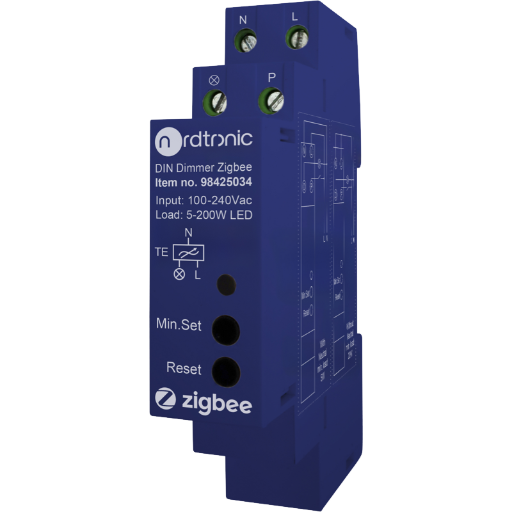 N L
P
nordtronic
DIN Dimmer Zigbee
Item no. 98425034
Input: 100-240Vac
Load: 5-200W LED
N
TE
L
Min.Set
Reset
zigbee